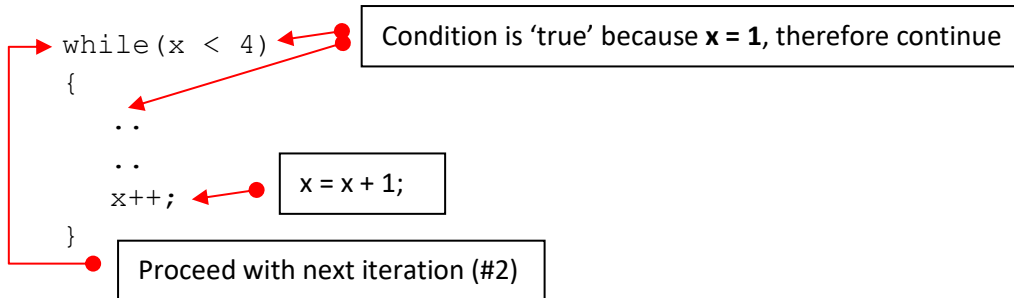 while(x < 4)
Condition is ‘true’ because x = 1, therefore continue
{
..
..
x++;
x = x + 1;
}
Proceed with next iteration (#2)